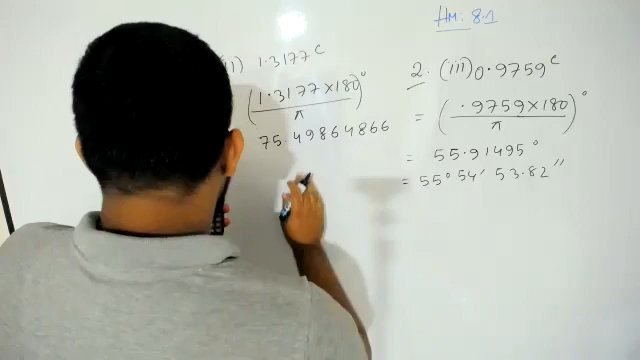 HW: 8.1
(ii) 1.3177ᶜ
(1.3177×180/π)°
75.49864866
2. (iii) 0.9759ᶜ
= (.9759×180/π)°
= 55.91495°
= 55° 54′ 53.82″